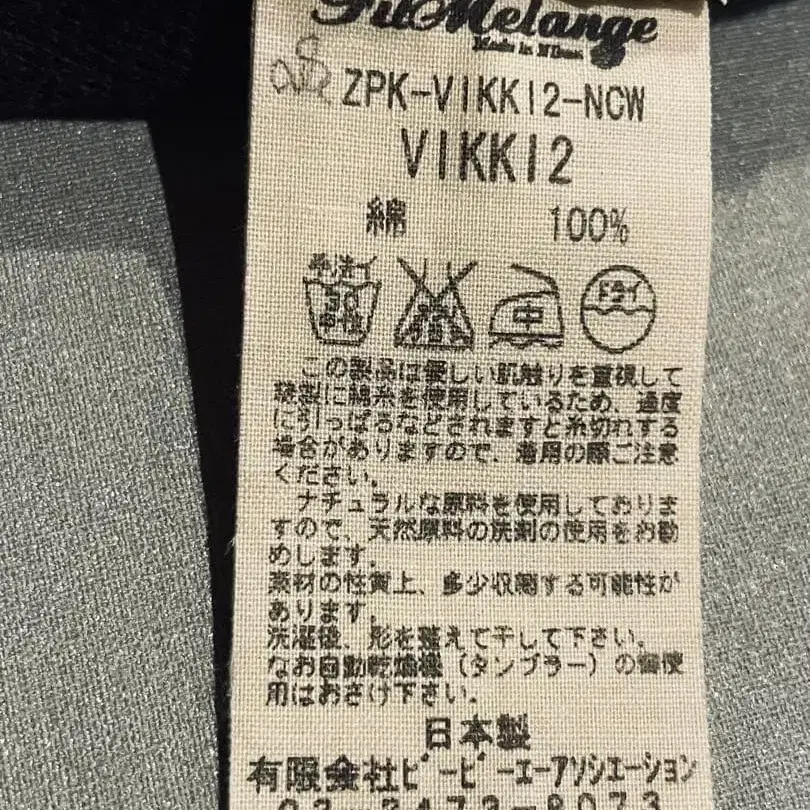 FilMelange
ZPK-VIKKI2-NCW
VIKKI2
綿 100%
手洗イ
30
中
ドライ
この製品は優しい肌触りを重視して
縫製に綿糸を使用しているため、過度
に引っぱるなどされますと糸切れする
場合がありますので、着用の際ご注意
ください。
ナチュラルな原料を使用しておりま
すので、天然原料の洗剤の使用をお勧
めします。
素材の性質上、多少収縮する可能性が
あります。
洗濯後、形を整えて干して下さい。
なお自動乾燥機(タンブラー)の御使
用はおさけ下さい。
日本製
有限会社ビーピーエーアソシエーション